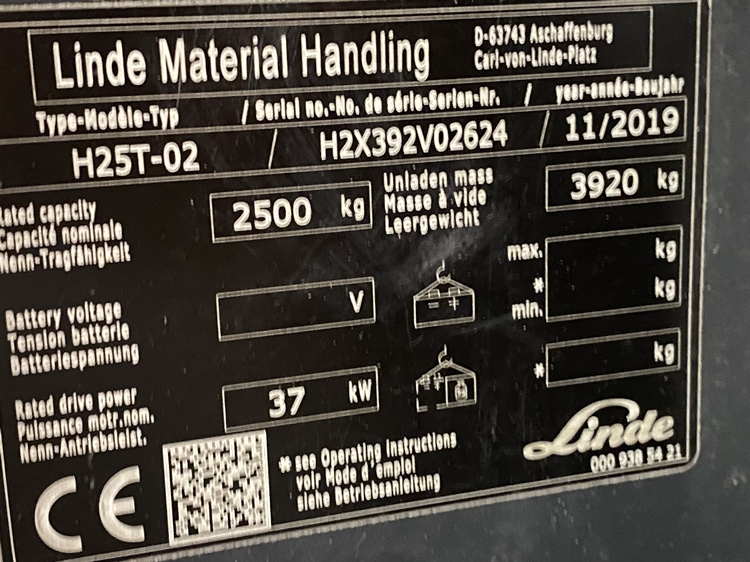 Linde Material Handling
D-63743 Aschaffenburg
Carl-von-Linde-Platz
Type-Modèle-Typ / Serial no.-No. de série-Serien-Nr. / year-année-Baujahr
H25T-02 / H2X392V02624 / 11/2019
Rated capacity
Capacité nominale
Nenn-Tragfähigkeit
2500 kg
Unladen mass
Masse à vide
Leergewicht
3920 kg
Battery voltage
Tension batterie
Batteriespannung
V
max. kg
* kg
min.
* kg
Rated drive power
Puissance motr.nom.
Nenn-Antriebsleist.
37 kW
CE
* see Operating Instructions
voir Mode d'emploi
siehe Betriebsanleitung
Linde
000 938 54 21